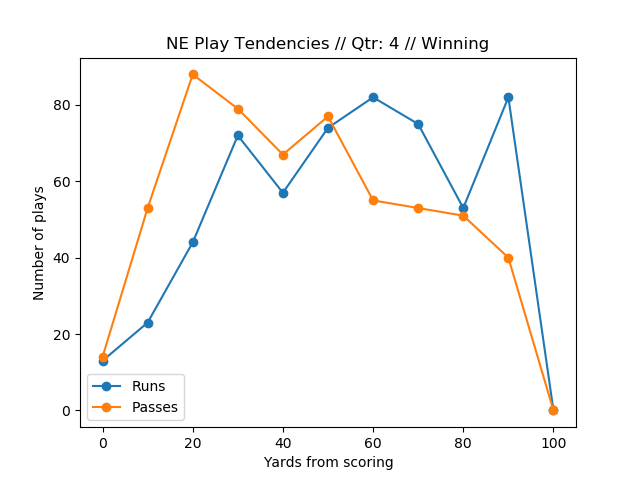 NE Play Tendencies // Qtr: 4 // Winning
Number of plays
80
60
40
20
0
Runs
Passes
0 20 40 60 80 100
Yards from scoring